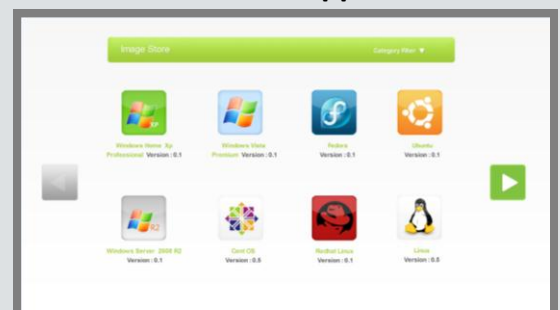 Image Store
Category Filter ▼
Windows Home Xp
Professional Version : 0.1
Windows Vista
Premium Version : 0.1
Fedora
Version : 0.1
Ubuntu
Version : 0.1
XP
Windows Server 2008 R2
Version : 0.1
R2
Cent OS
Version : 0.5
Redhat Linux
Version : 0.1
Linux
Version : 0.5